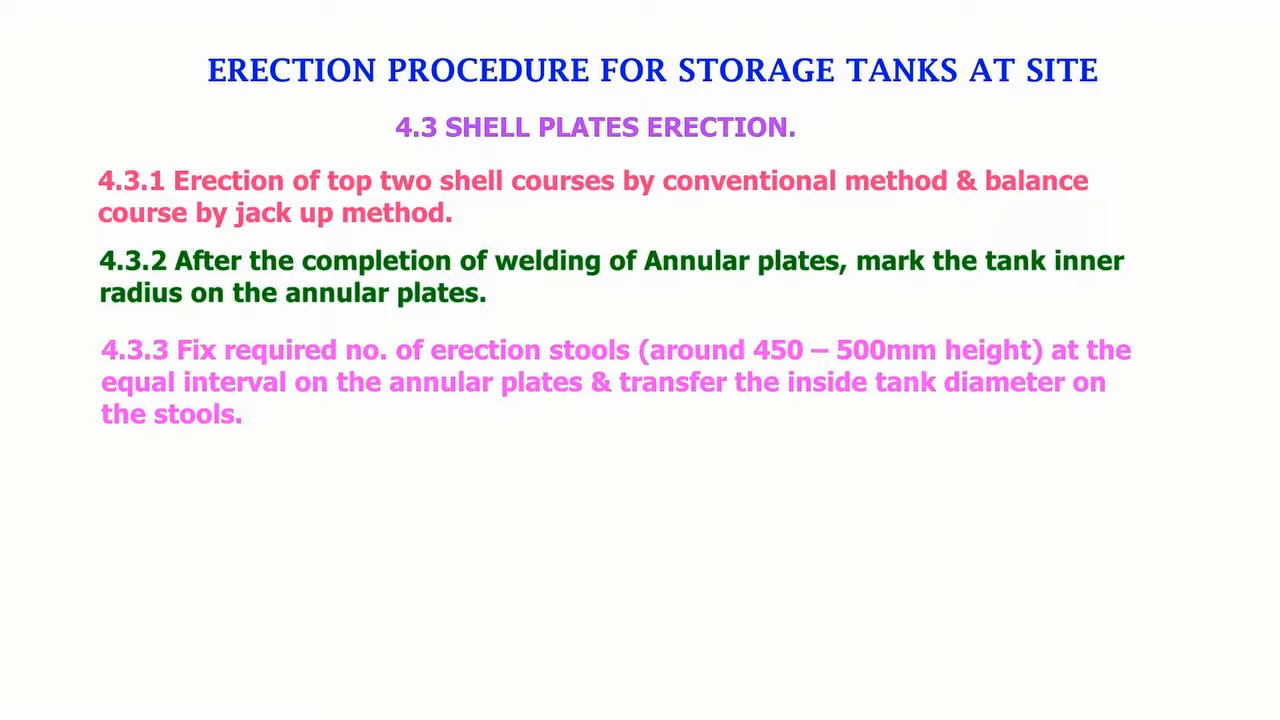 ERECTION PROCEDURE FOR STORAGE TANKS AT SITE
4.3 SHELL PLATES ERECTION.
4.3.1 Erection of top two shell courses by conventional method & balance
course by jack up method.
4.3.2 After the completion of welding of Annular plates, mark the tank inner
radius on the annular plates.
4.3.3 Fix required no. of erection stools (around 450 – 500mm height) at the
equal interval on the annular plates & transfer the inside tank diameter on
the stools.